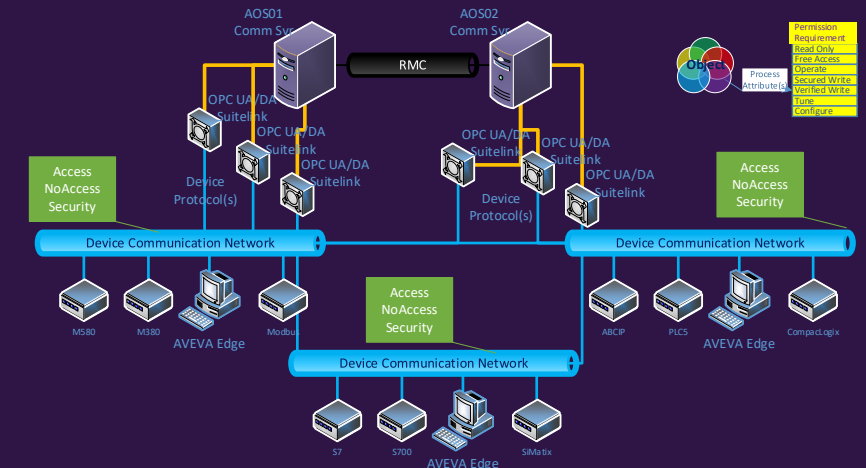 AOS01
Comm Syr
AOS02
Comm Syr
RMC
Object
Process
Attribute(s)
Permission
Requirement
Read Only
Free Access
Operate
Secured Write
Verified Write
Tune
Configure
OPC UA/DA
Suitelink
OPC UA/DA
Suitelink
OPC UA/DA
Suitelink
OPC UA/DA
Suitelink
OPC UA/DA
Suitelink
OPC UA/DA
Suitelink
Device
Protocol(s)
Device
Protocol(s)
Access
NoAccess
Security
Access
NoAccess
Security
Device Communication Network
Device Communication Network
M580
M380
AVEVA Edge
Modbus
Access
NoAccess
Security
ABCIP
PLC5
AVEVA Edge
CompacLogix
Device Communication Network
S7
S700
AVEVA Edge
SiMatix